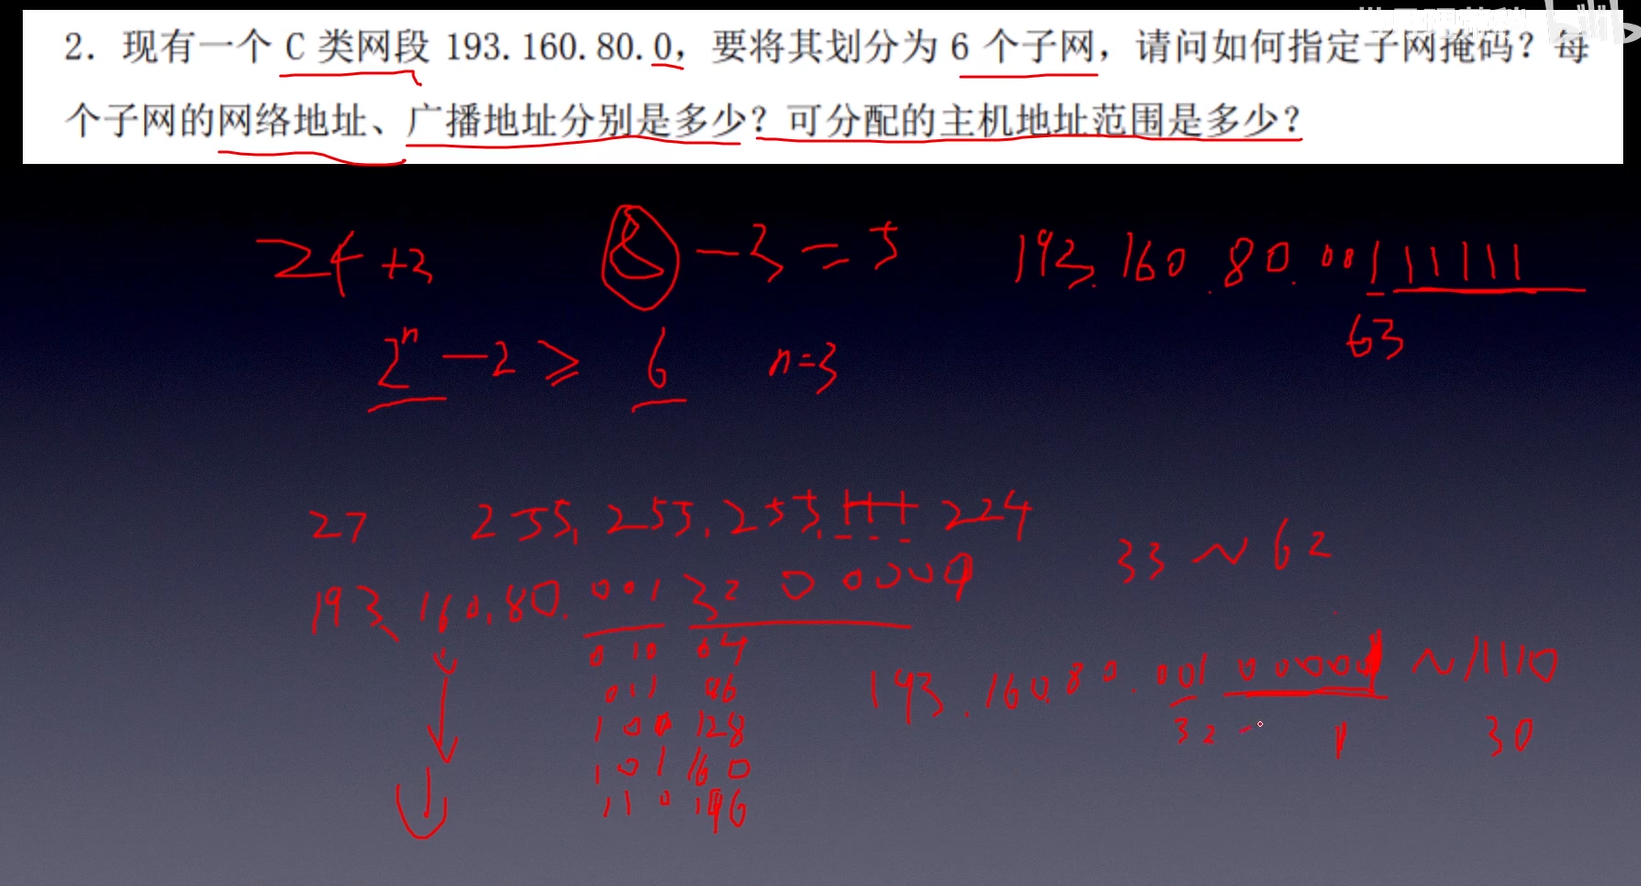 2. 现有一个 C 类网段 193.160.80.0，要将其划分为 6 个子网，请问如何指定子网掩码？每
个子网的网络地址、广播地址分别是多少？可分配的主机地址范围是多少？
24+3
8-3=5
193.160.80.00111111
63
2ⁿ-2≥6 n=3
27 255.255.255.111 224
33~62
193.160.80.001 32 0 0000
010 64
011 96
100 128
101 160
110 196
193.160.80.001 00001 ~11110
32 1 30